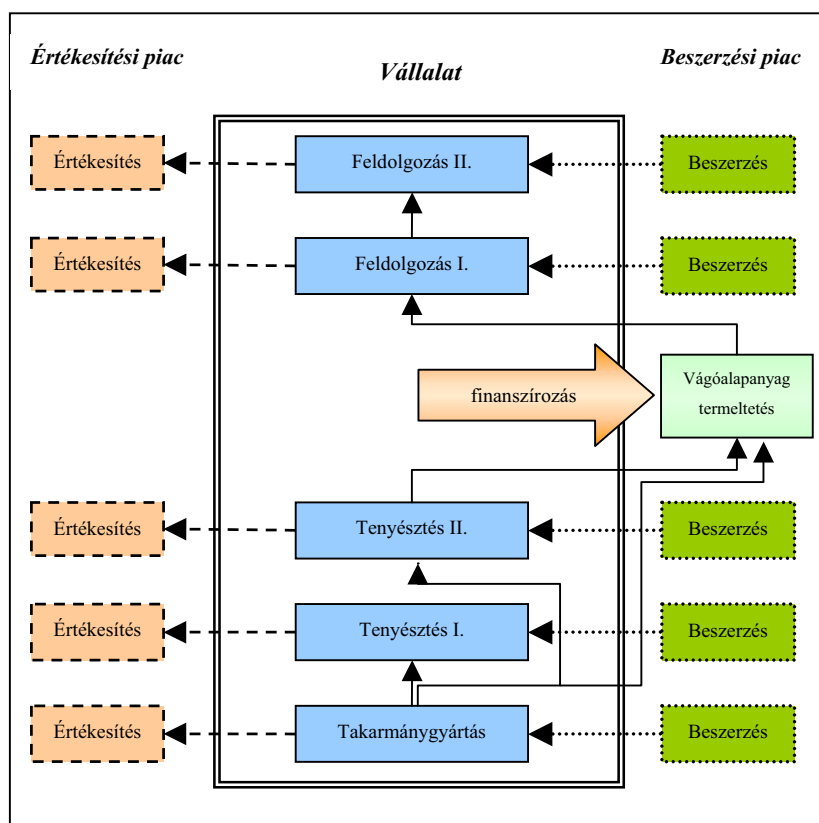 Értékesítési piac
Vállalat
Beszerzési piac
Értékesítés
Feldolgozás II.
Beszerzés
Értékesítés
Feldolgozás I.
Beszerzés
finanszírozás
Vágóalapanyag
termeltetés
Értékesítés
Tenyésztés II.
Beszerzés
Értékesítés
Tenyésztés I.
Beszerzés
Értékesítés
Takarmánygyártás
Beszerzés